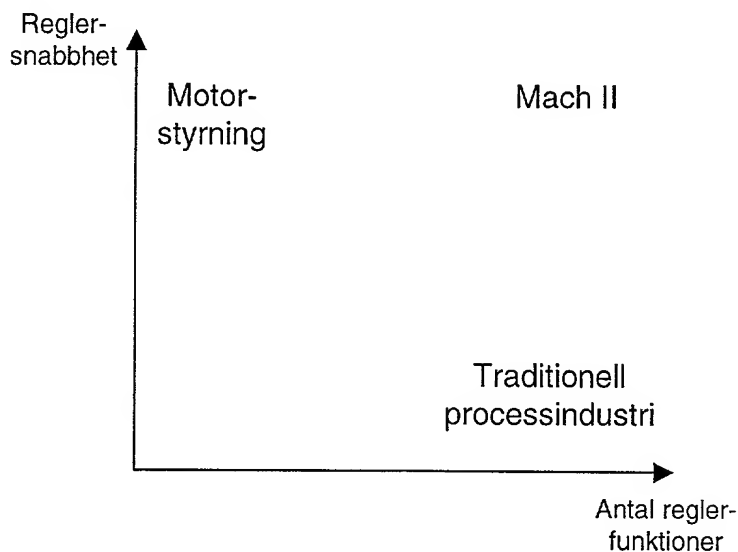 Regler-
snabbhet
Motor-
styrning
Mach II
Traditionell
processindustri
Antal regler-
funktioner